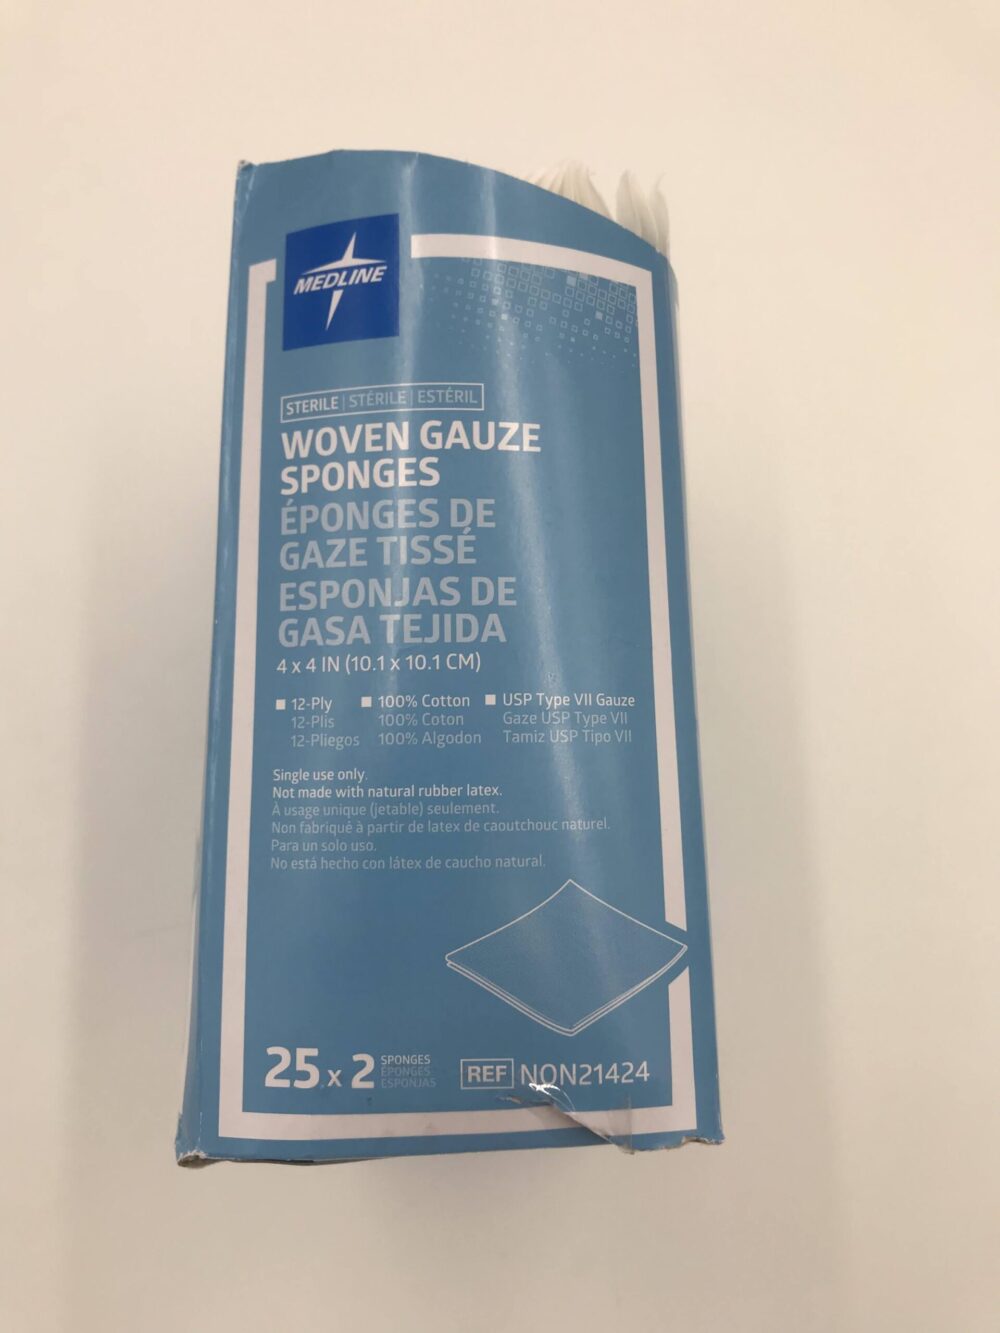 MEDLINE
STERILE | STÉRILE | ESTÉRIL
WOVEN GAUZE
SPONGES
ÉPONGES DE
GAZE TISSÉ
ESPONJAS DE
GASA TEJIDA
4 x 4 IN (10.1 x 10.1 CM)
12-Ply 100% Cotton USP Type VII Gauze
12-Plis 100% Coton Gaze USP Type VII
12-Pliegos 100% Algodon Tamiz USP Tipo VII
Single use only.
Not made with natural rubber latex.
À usage unique (jetable) seulement.
Non fabriqué à partir de latex de caoutchouc naturel.
Para un solo uso.
No está hecho con látex de caucho natural.
25 x 2 SPONGES
ÉPONGES
ESPONJAS
REF NON21424